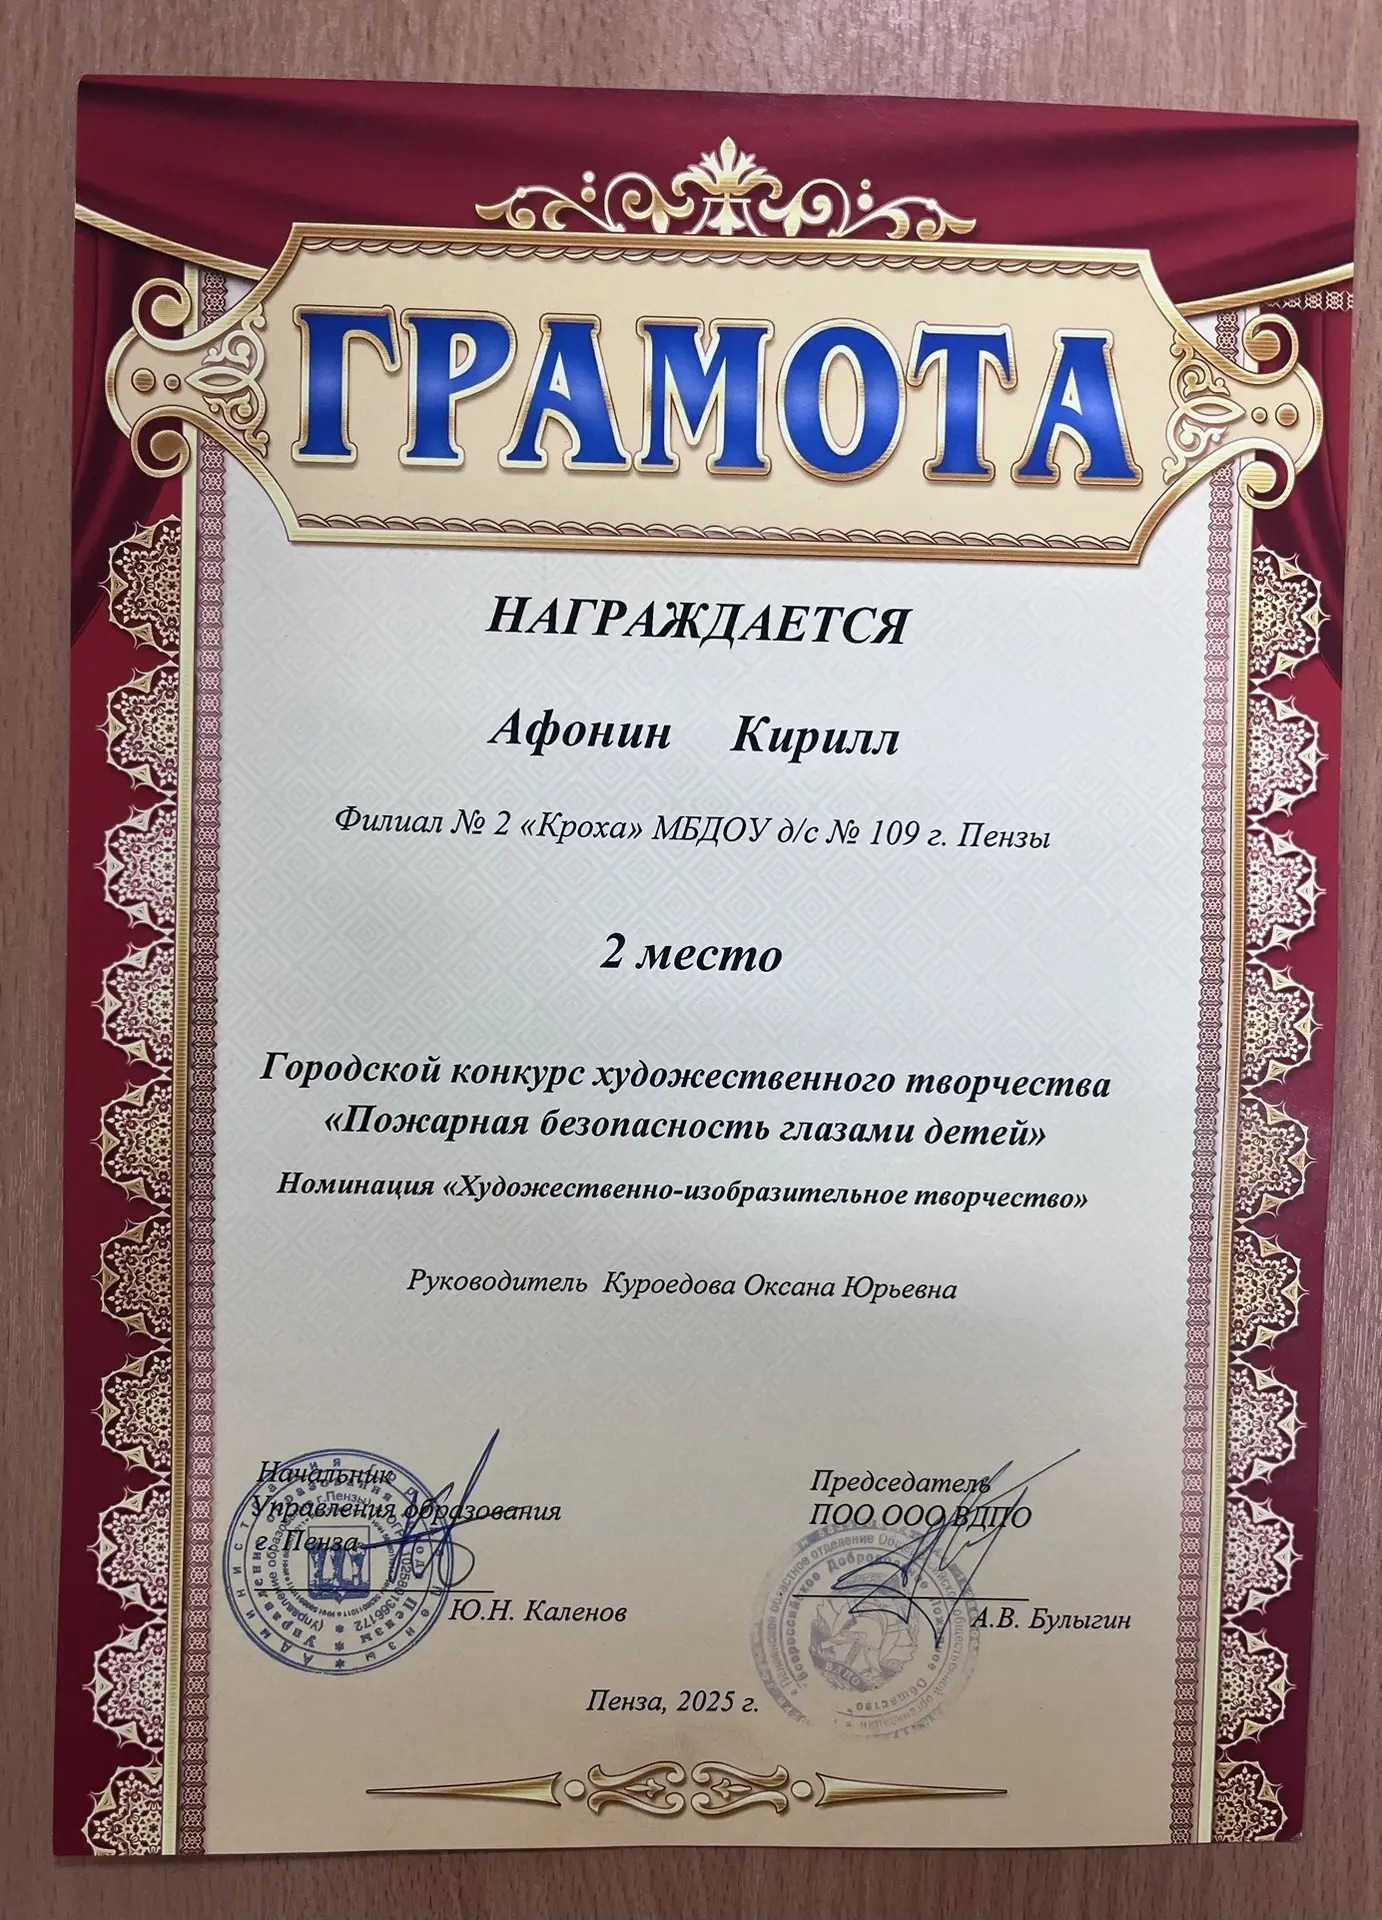 ГРАМОТА
НАГРАЖДАЕТСЯ
Афонин Кирилл
Филиал № 2 «Кроха» МБДОУ д/с № 109 г. Пензы
2 место
Городской конкурс художественного творчества
«Пожарная безопасность глазами детей»
Номинация «Художественно-изобразительное творчество»
Руководитель Куроедова Оксана Юрьевна
Начальник
Управления образования
г. Пенза
Ю.Н. Каленов
Председатель
ПОО ООО ВДПО
А.В. Булыгин
Пенза, 2025 г.